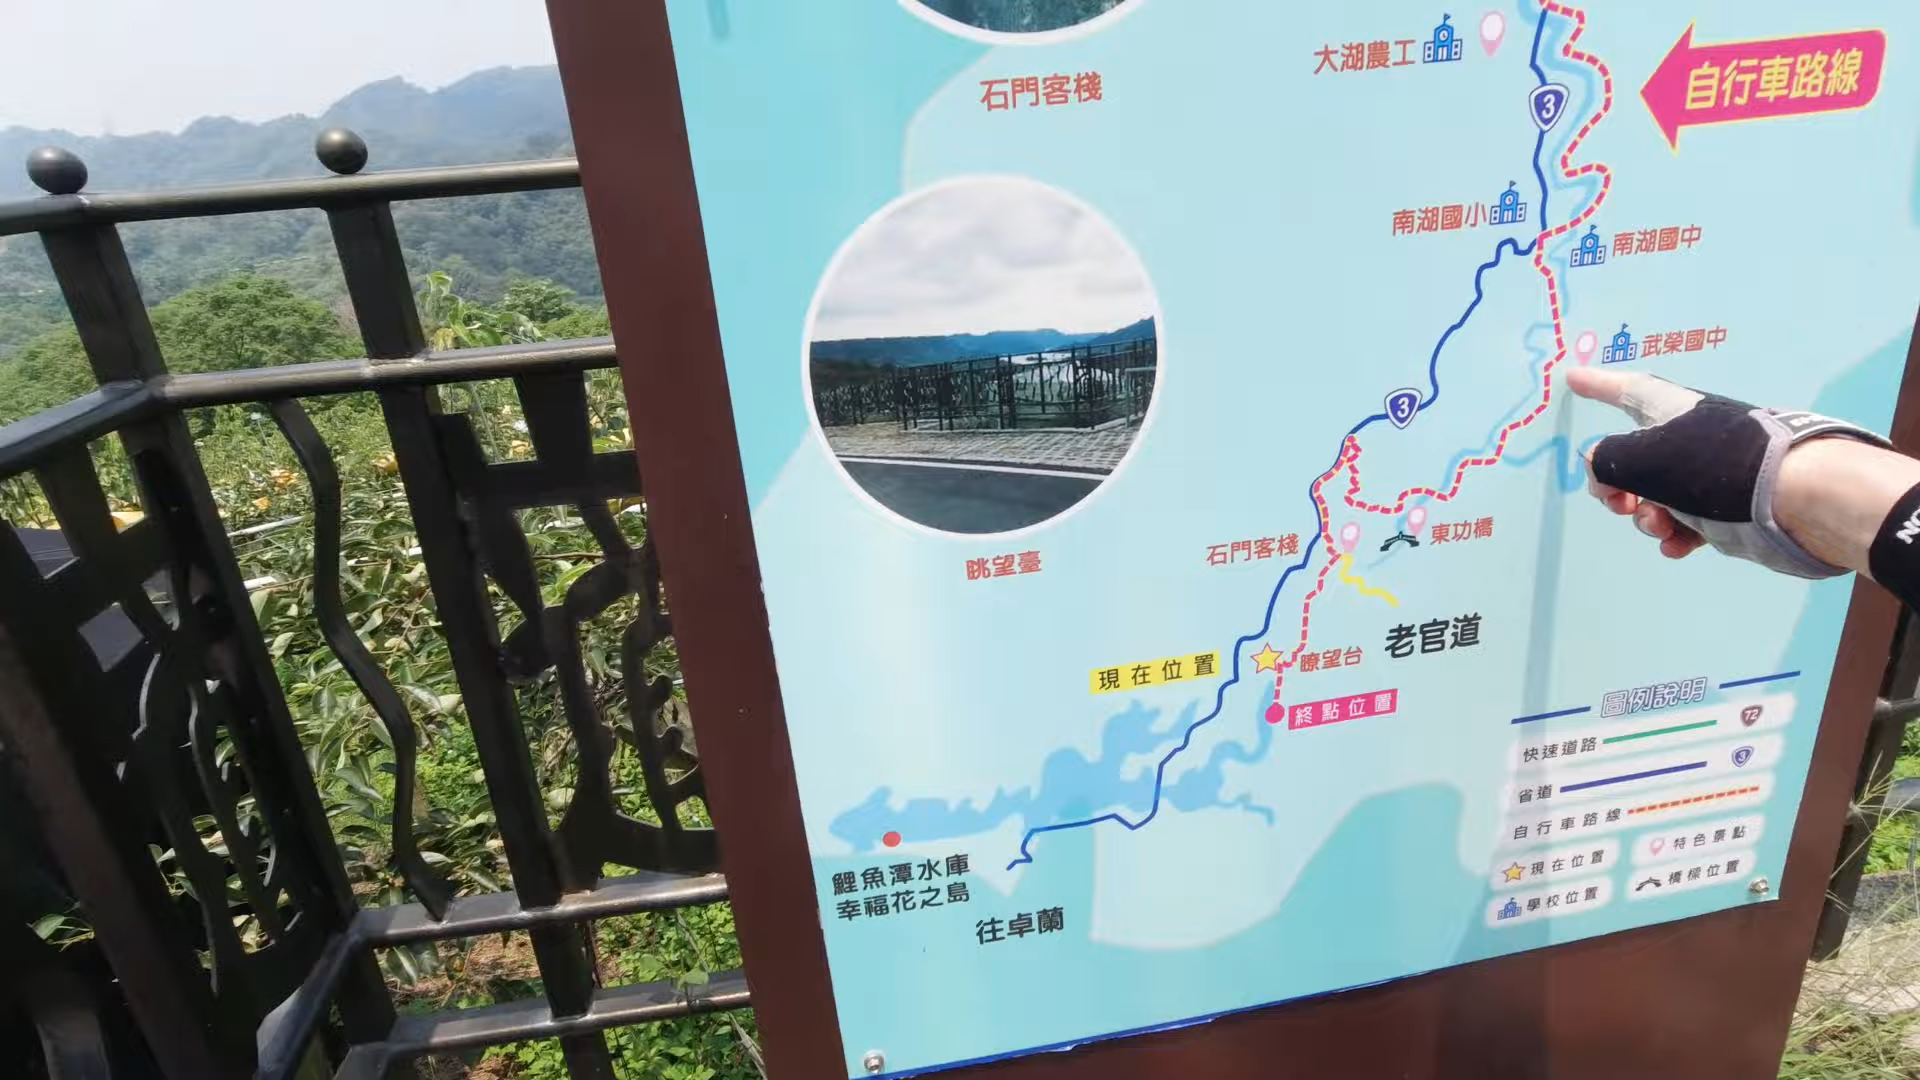 石門客棧
大湖農工
3
自行車路線
南湖國小
南湖國中
武榮國中
3
眺望臺
石門客棧
東功橋
老官道
現在位置
瞭望台
終點位置
鯉魚潭水庫
幸福花之島
往卓蘭
圖例說明
快速道路
72
省道
3
自行車路線
現在位置
特色景點
學校位置
橋樑位置